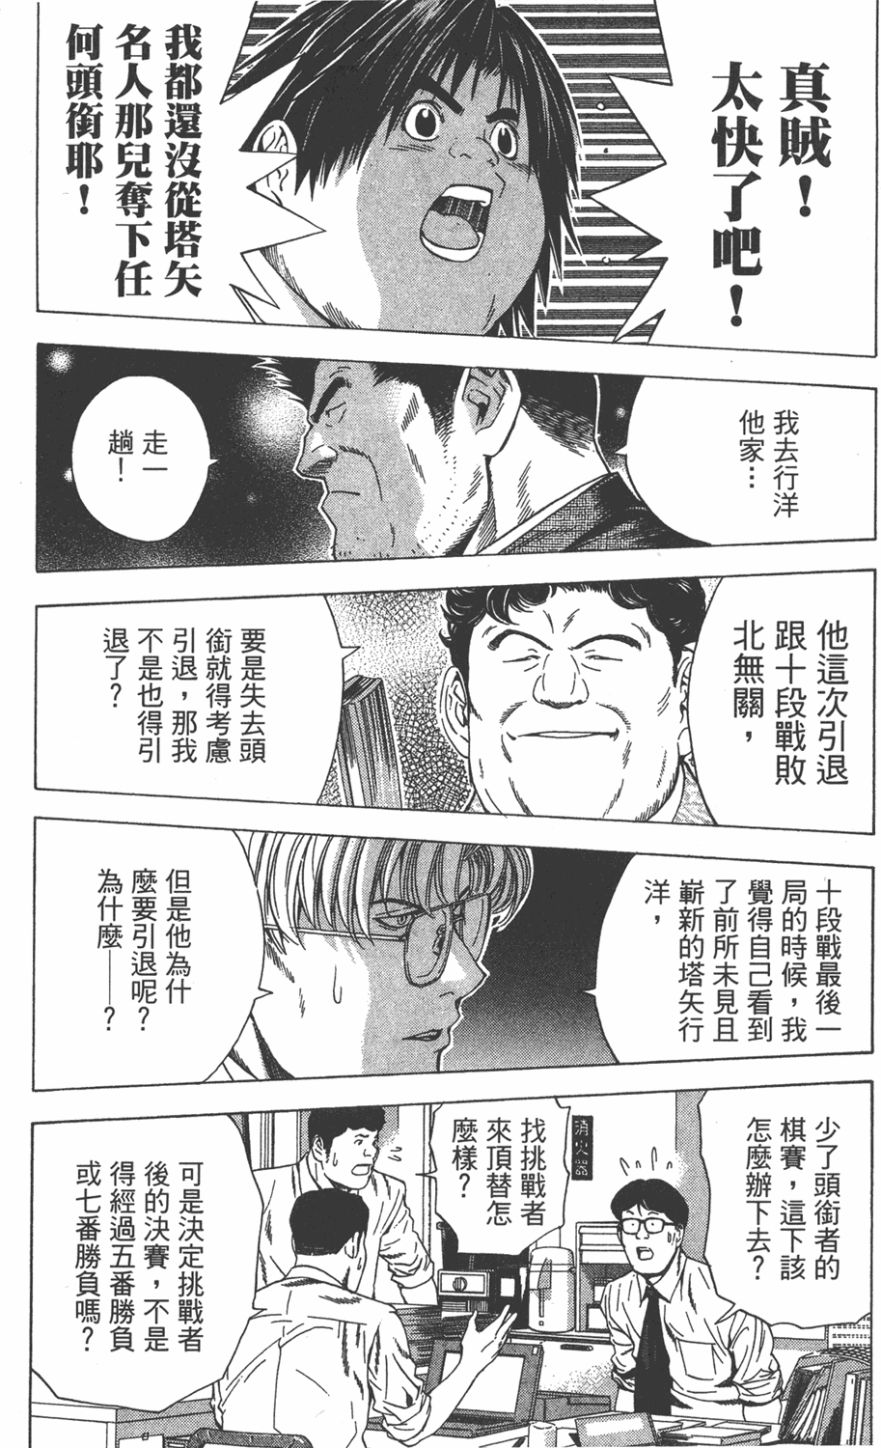 真賊！
太快了吧！
我都還沒從塔矢
名人那兒奪下任
何頭銜耶！
我去行洋
他家…
走一
趟！
他這次引退
跟十段戰敗
北無關，
要是失去頭
銜就得考慮
引退，那我
不是也得引
退了？
十段戰最後一
局的時候，我
覺得自己看到
了前所未見且
嶄新的塔矢行
洋，
但是他為什
麼要引退呢？
為什麼——？
少了頭銜者的
棋賽，這下該
怎麼辦下去？
找挑戰者
來頂替怎
麼樣？
消火器
可是決定挑戰者
後的決賽，不是
得經過五番勝負
或七番勝負嗎？